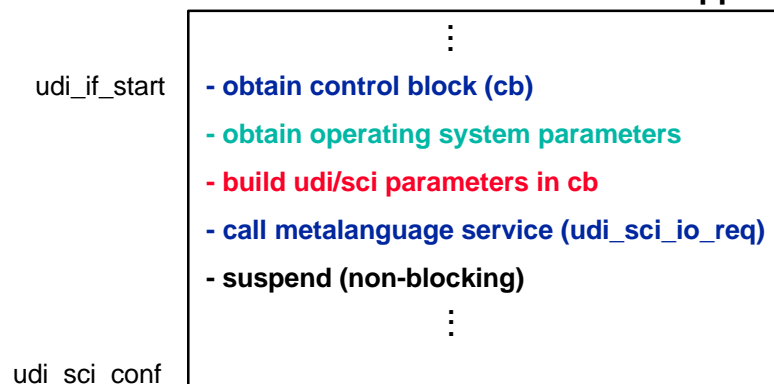 ⋮
udi_if_start - obtain control block (cb)
- obtain operating system parameters
- build udi/sci parameters in cb
- call metalanguage service (udi_sci_io_req)
- suspend (non-blocking)
⋮
udi_sci_conf